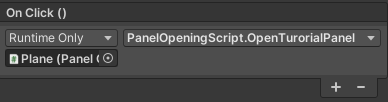 On Click ()
Runtime Only PanelOpeningScript.OpenTurorialPanel
Plane (Panel
+ −